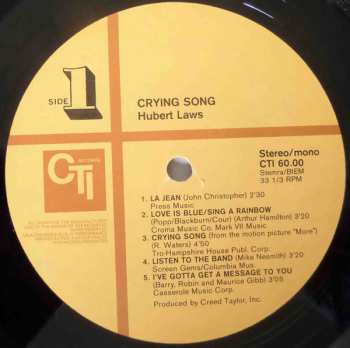 SIDE 1
CRYING SONG
Hubert Laws
CTI
RECORDS
Stereo/mono
CTI 60.00
Stemra/BIEM
33 1/3 RPM
1. LA JEAN (John Christopher) 2'30
Press Music
2. LOVE IS BLUE/SING A RAINBOW
(Popp/Blackburn/Cour) (Arthur Hamilton) 3'20
Croma Music Co. Mark VII Music
3. CRYING SONG (from the motion picture "More")
(R. Waters) 4'50
Tro-Hampshire House Publ. Corp.
4. LISTEN TO THE BAND (Mike Nesmith) 3'20
Screen Gems/Columbia Mus.
5. I'VE GOTTA GET A MESSAGE TO YOU
(Barry, Robin and Maurice Gibb) 3'05
Casserole Music Corp.
Produced by Creed Taylor, Inc.